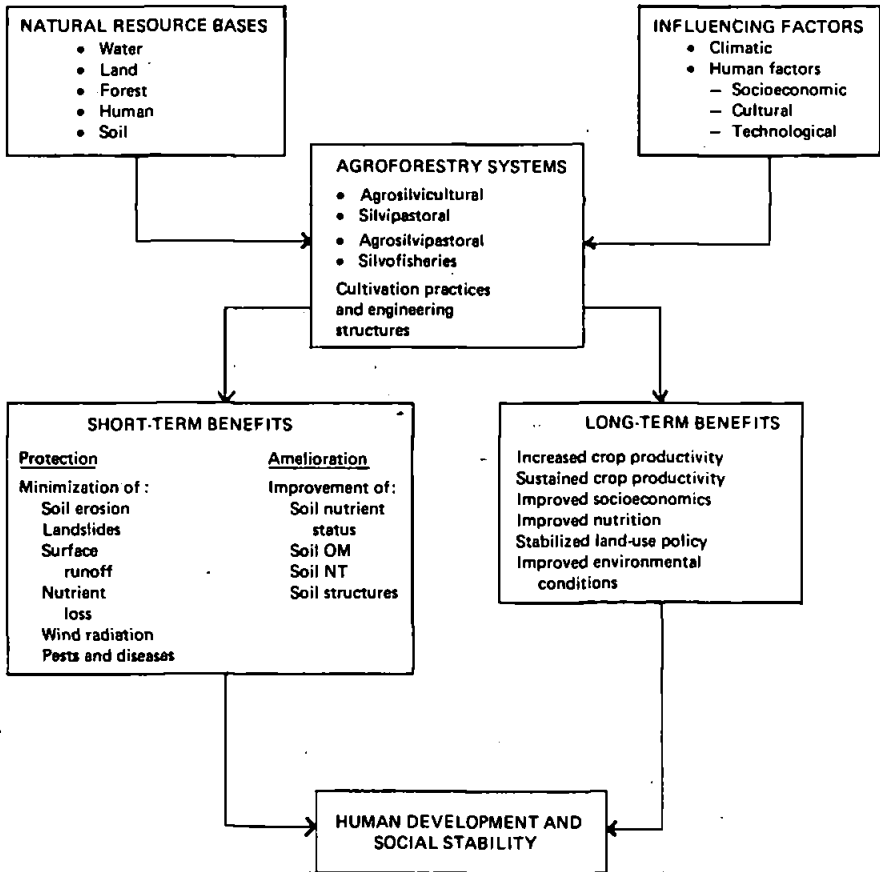 NATURAL RESOURCE BASES
• Water
• Land
• Forest
• Human
• Soil
INFLUENCING FACTORS
• Climatic
• Human factors
– Socioeconomic
– Cultural
– Technological
AGROFORESTRY SYSTEMS
• Agrosilvicultural
• Silvipastoral
• Agrosilvipastoral
• Silvofisheries
Cultivation practices
and engineering
structures
SHORT-TERM BENEFITS
Protection
Minimization of :
Soil erosion
Landslides
Surface
runoff
Nutrient
loss
Wind radiation
Pests and diseases
Amelioration
Improvement of:
Soil nutrient
status
Soil OM
Soil NT
Soil structures
LONG-TERM BENEFITS
Increased crop productivity
Sustained crop productivity
Improved socioeconomics
Improved nutrition
Stabilized land-use policy
Improved environmental
conditions
HUMAN DEVELOPMENT AND
SOCIAL STABILITY